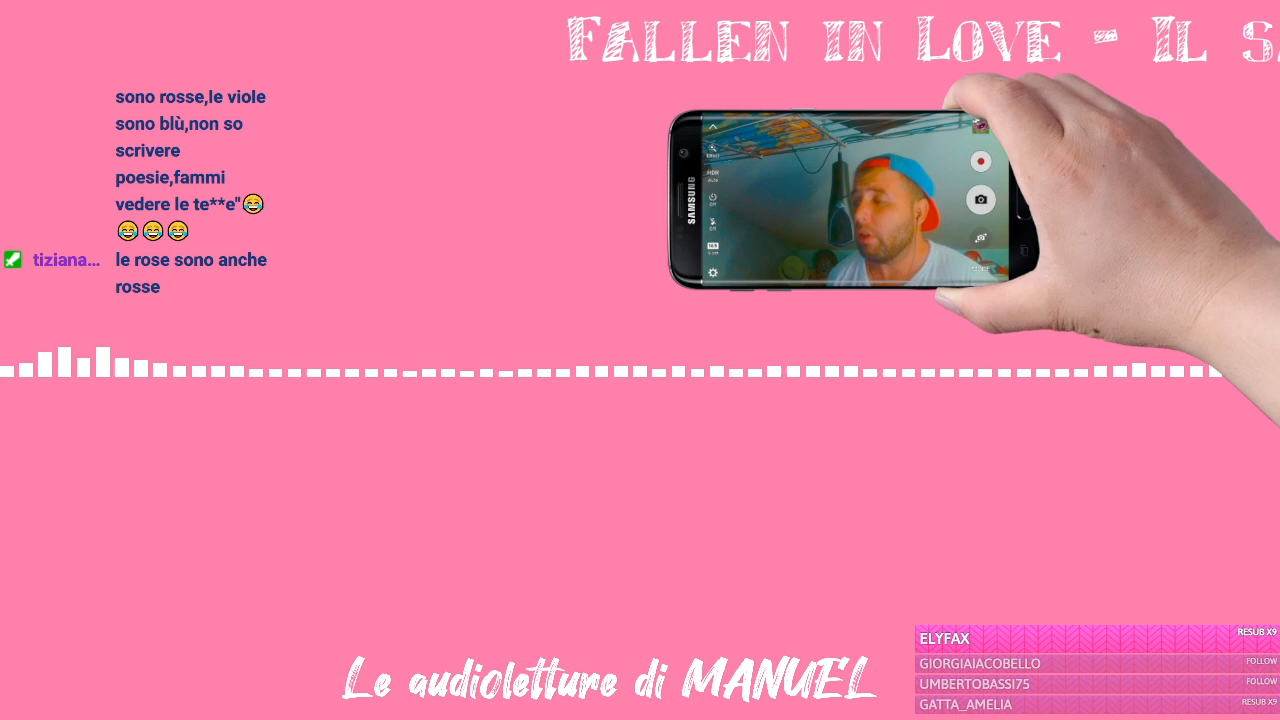 FALLEN IN LOVE - IL S
sono rosse,le viole
sono blù,non so
scrivere
poesie,fammi
vedere le te**e"😂
😂😂😂
tiziana... le rose sono anche
rosse
SAMSUNG
HDR
Le audioletture di MANUEL
ELYFAX RESUB X9
GIORGIAIACOBELLO FOLLOW
UMBERTOBASSI75 FOLLOW
GATTA_AMELIA RESUB X9